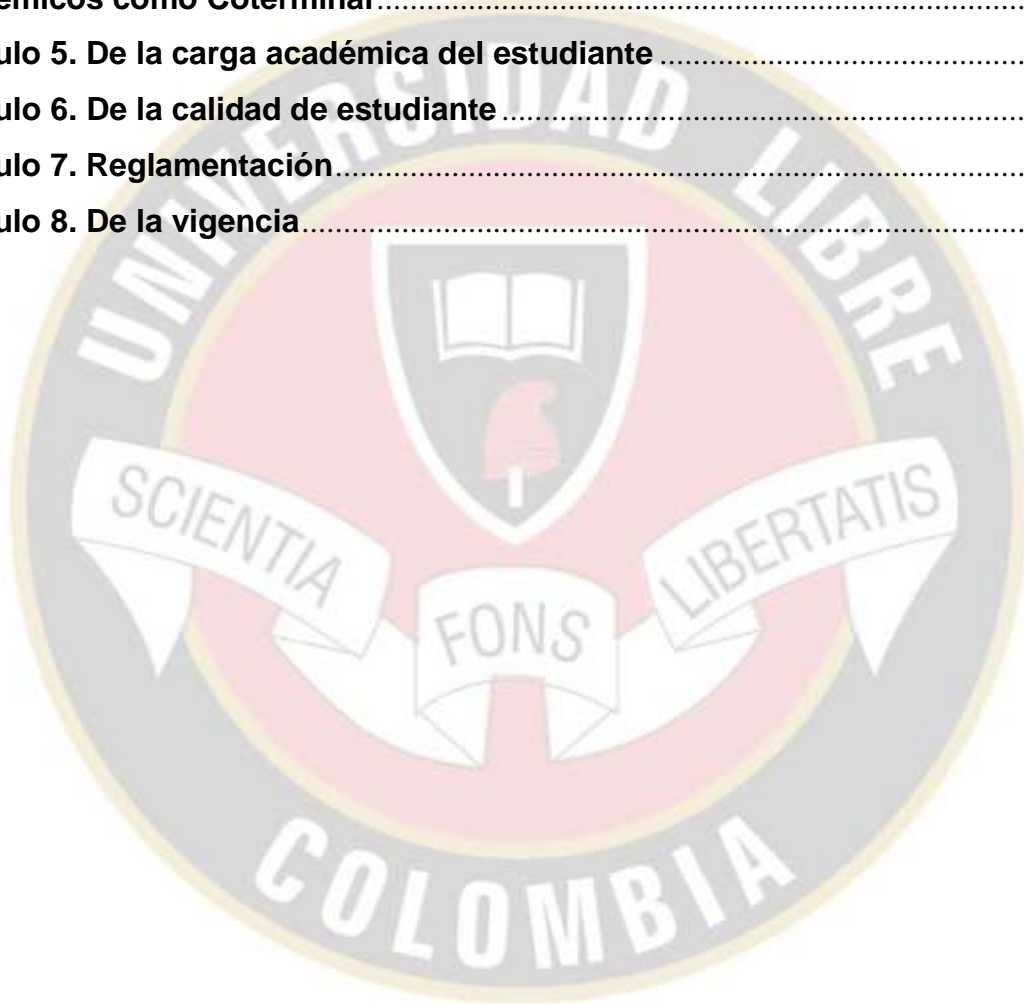 émicos como Coterminal
ulo 5. De la carga académica del estudiante
ulo 6. De la calidad de estudiante
ulo 7. Reglamentación
ulo 8. De la vigencia
UNIVERSIDAD LIBRE
SCIENTIA
FONS
LIBERTATIS
COLOMBIA